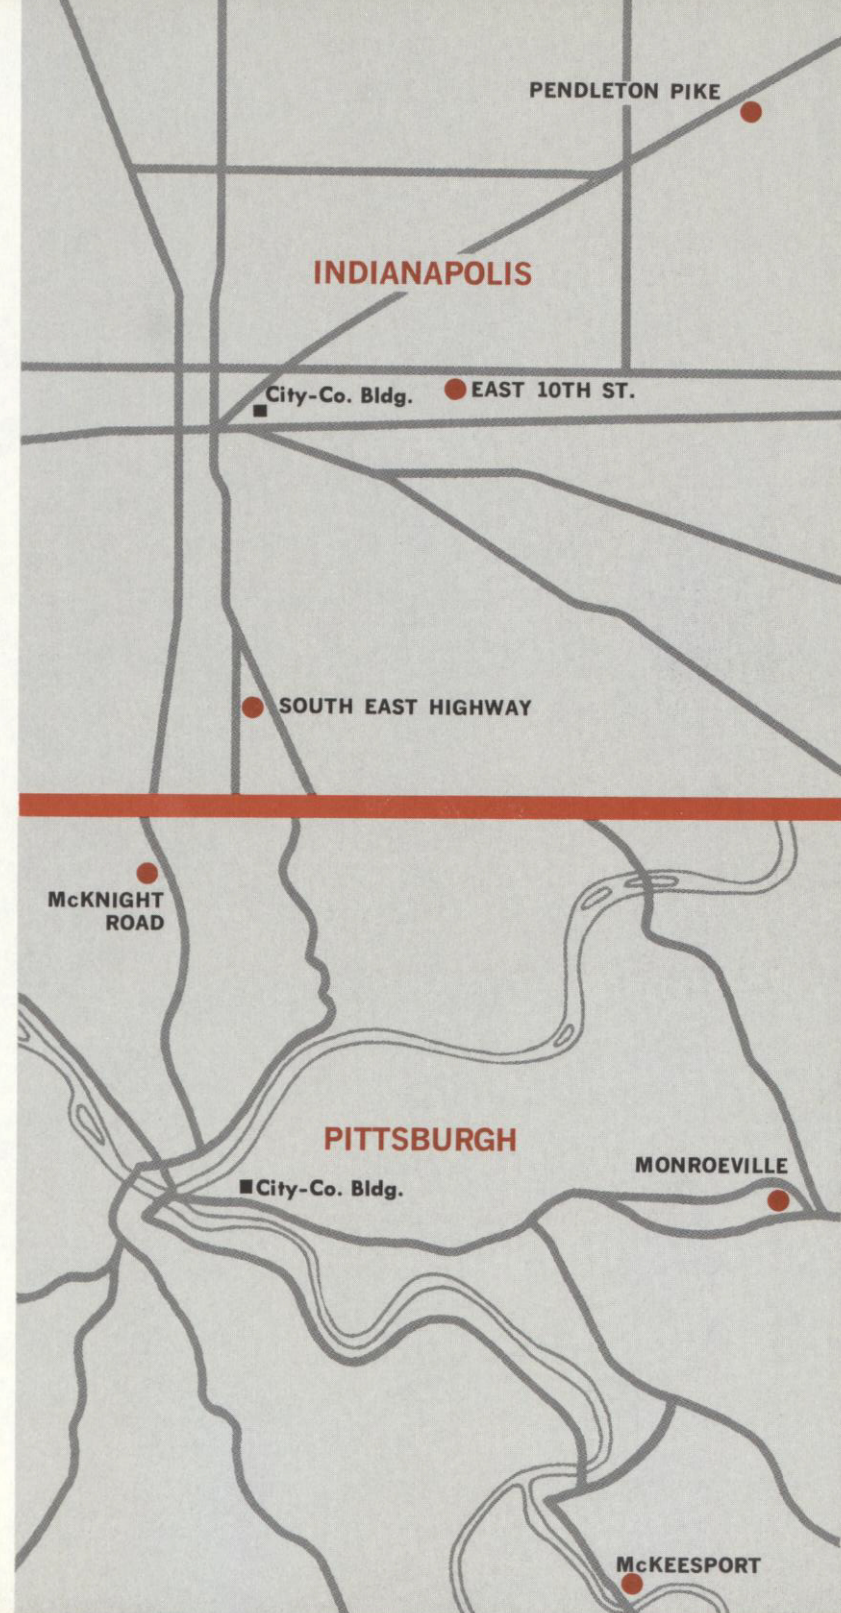 PENDLETON PIKE
INDIANAPOLIS
City-Co. Bldg.
EAST 10TH ST.
SOUTH EAST HIGHWAY
McKNIGHT
ROAD
PITTSBURGH
MONROEVILLE
City-Co. Bldg.
McKEESPORT